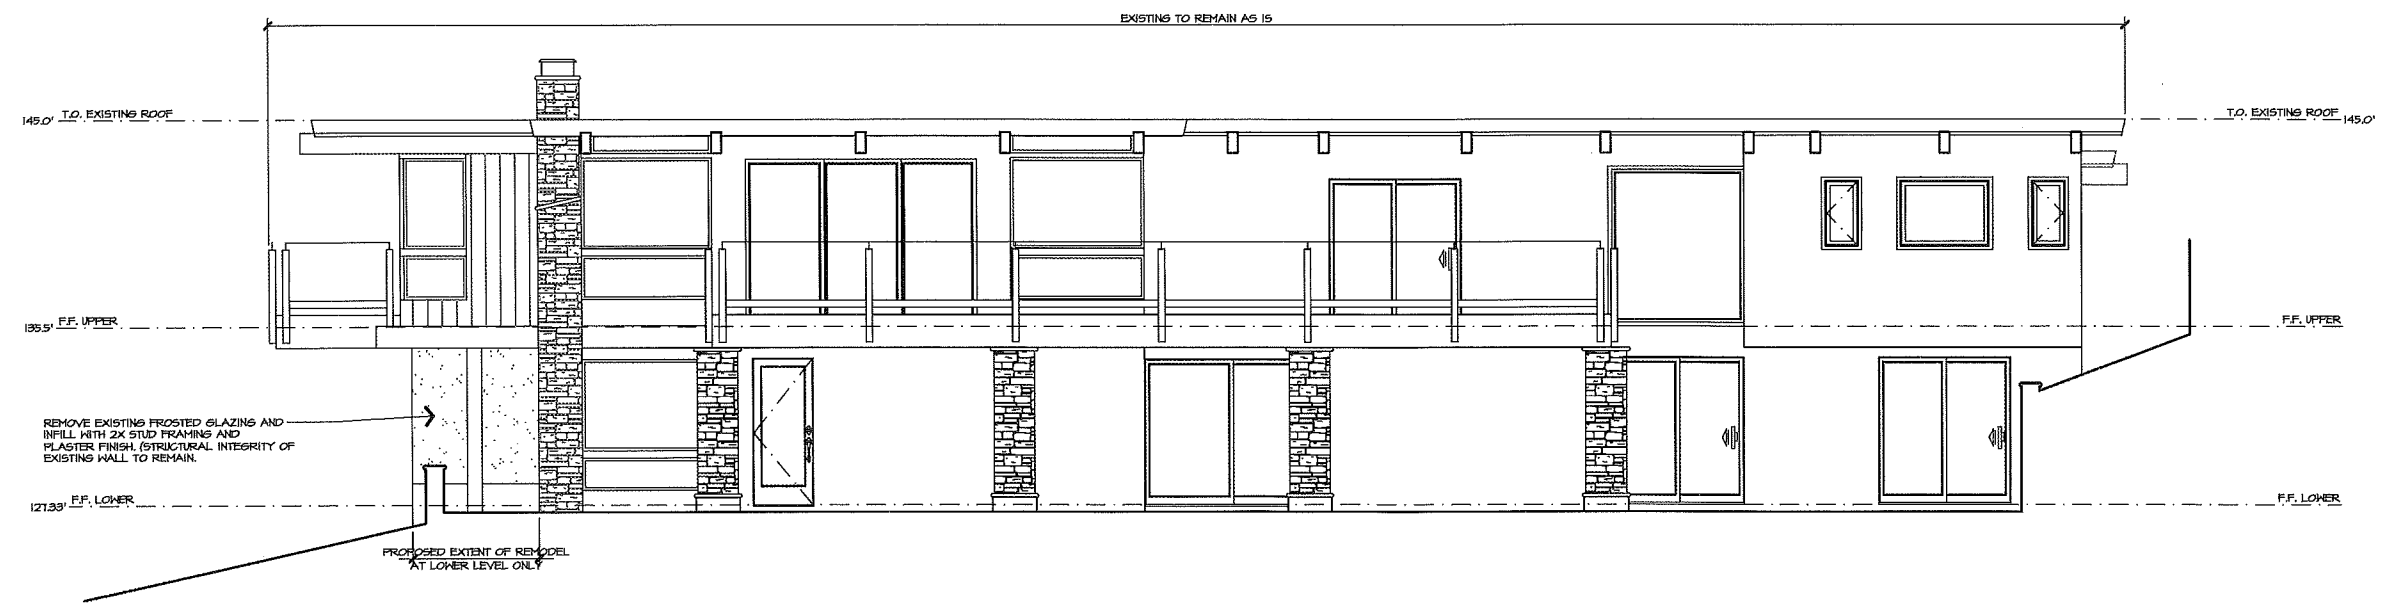 EXISTING TO REMAIN AS IS
T.O. EXISTING ROOF
145.0'
T.O. EXISTING ROOF
145.0'
F.F. UPPER
135.5'
F.F. UPPER
REMOVE EXISTING FROSTED GLAZING AND
INFILL WITH 2X STUD FRAMING AND
PLASTER FINISH. (STRUCTURAL INTEGRITY OF
EXISTING WALL TO REMAIN.
F.F. LOWER
127.33'
F.F. LOWER
PROPOSED EXTENT OF REMODEL
AT LOWER LEVEL ONLY